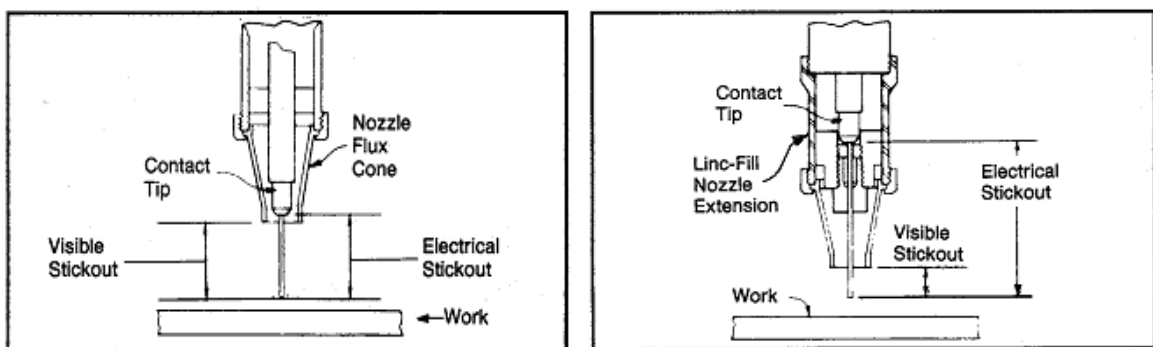 Nozzle
Flux
Cone
Contact
Tip
Visible
Stickout
Electrical
Stickout
Work
Contact
Tip
Linc-Fill
Nozzle
Extension
Electrical
Stickout
Visible
Stickout
Work